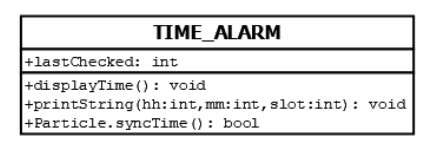 TIME_ALARM
+lastChecked: int
+displayTime(): void
+printString(hh:int,mm:int,slot:int): void
+Particle.syncTime(): bool